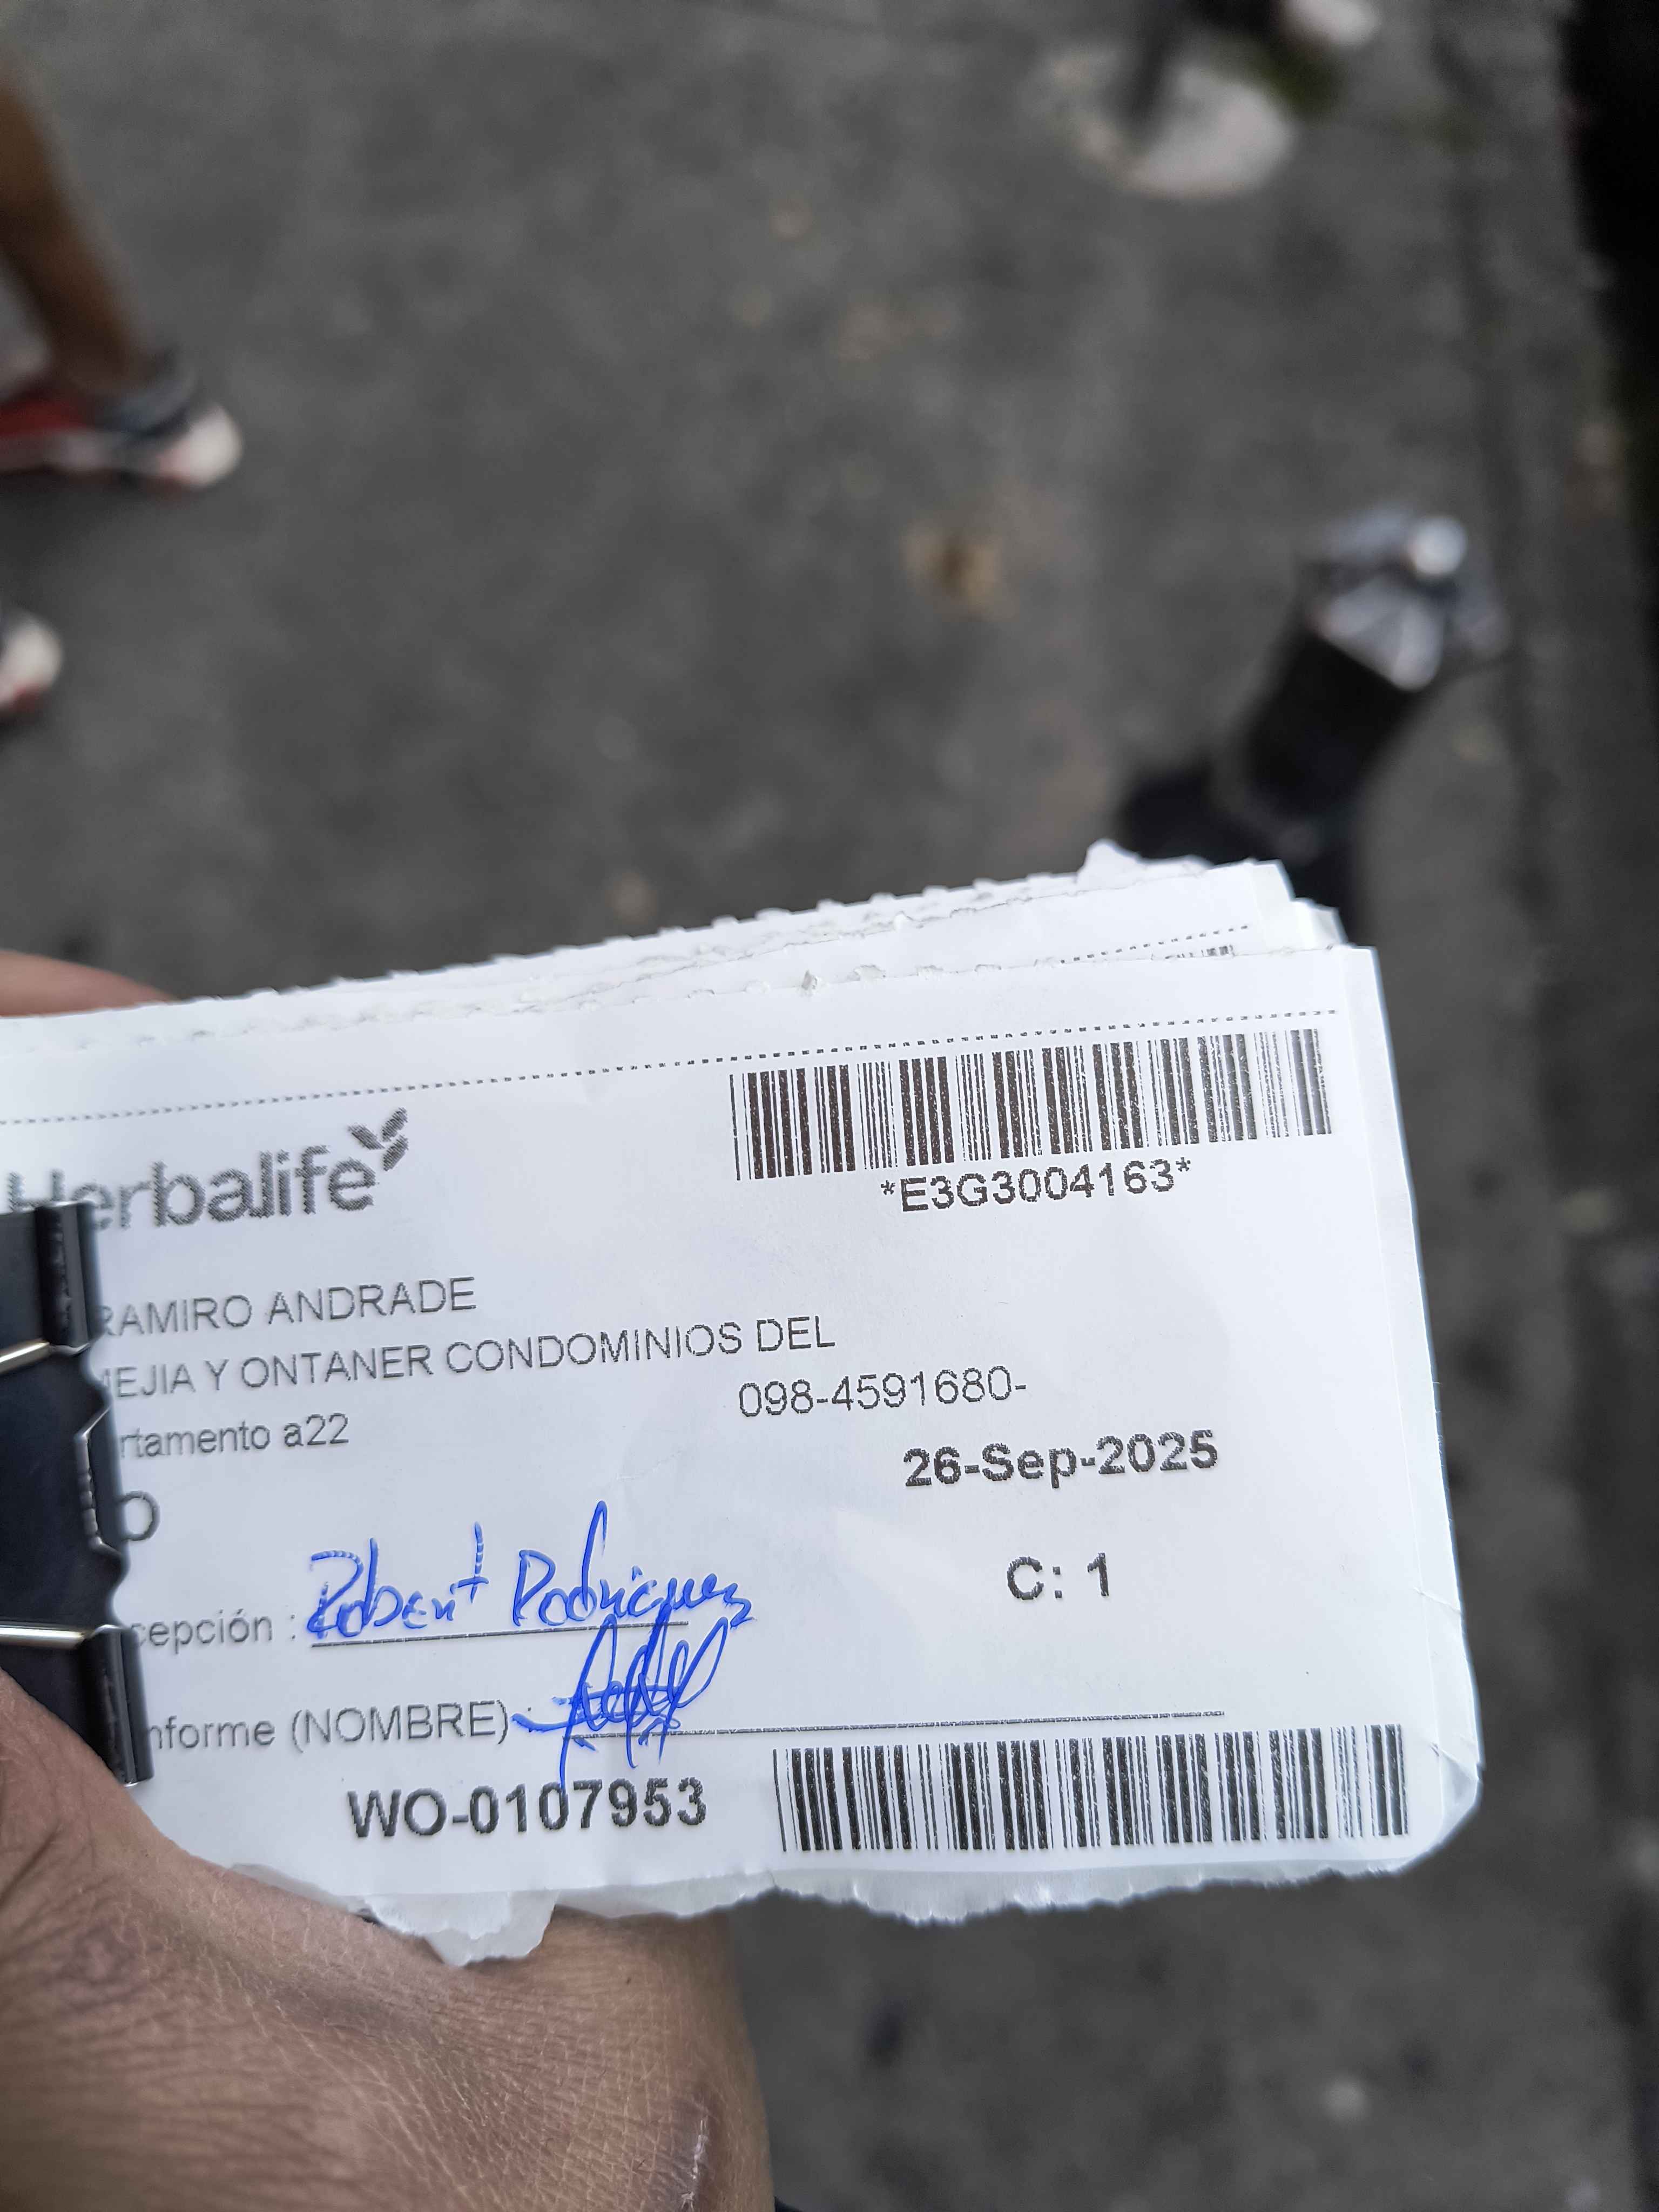 Herbalife
*E3G3004163*
RAMIRO ANDRADE
MEJIA Y ONTANER CONDOMINIOS DEL
098-4591680-
rtamento a22
26-Sep-2025
O
C: 1
cepción : Robert Rodriguez
nforme (NOMBRE)
WO-0107953